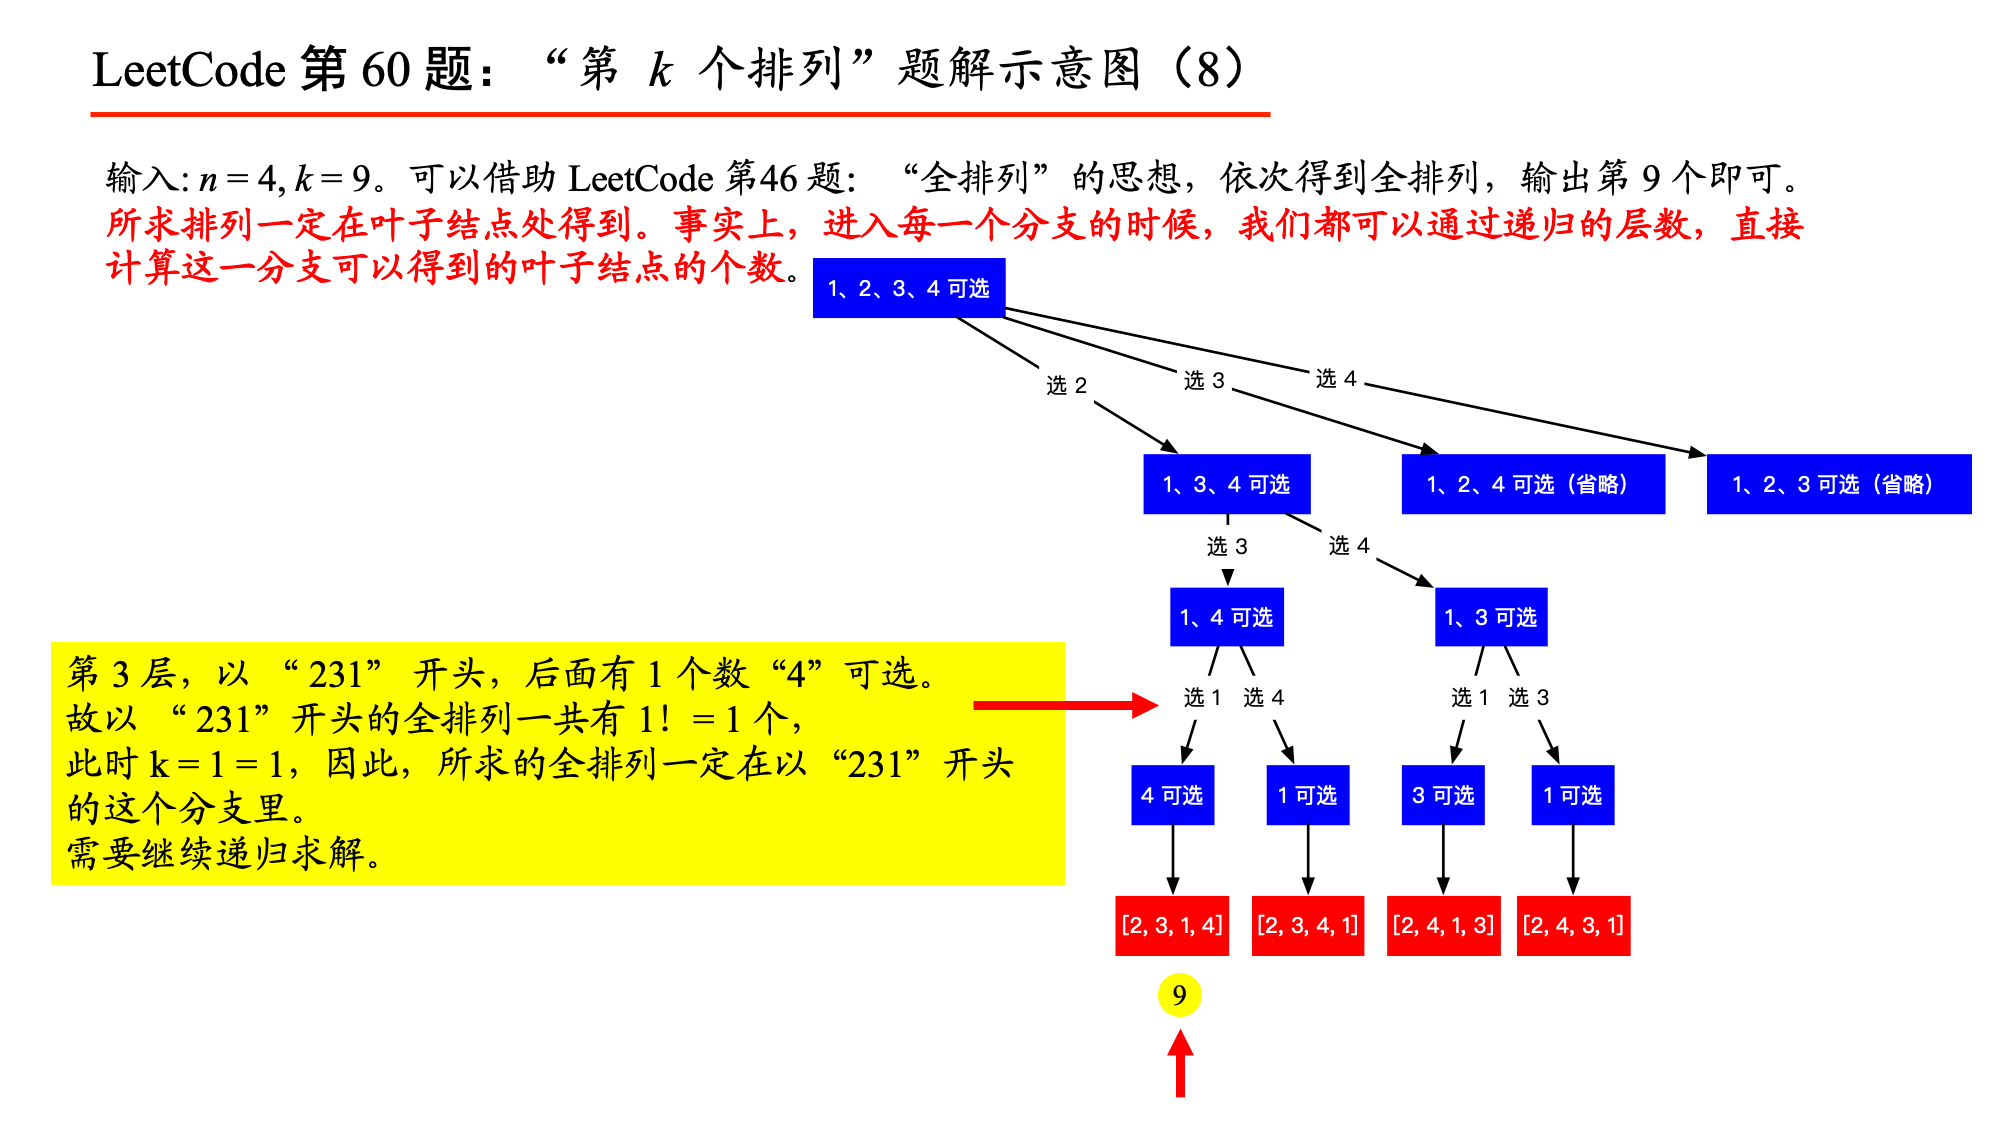 LeetCode 第 60 题：“第 k 个排列”题解示意图（8）
输入: n = 4, k = 9。可以借助 LeetCode 第46 题：“全排列”的思想，依次得到全排列，输出第 9 个即可。
所求排列一定在叶子结点处得到。事实上，进入每一个分支的时候，我们都可以通过递归的层数，直接
计算这一分支可以得到的叶子结点的个数。
1、2、3、4 可选
选 2
选 3
选 4
1、3、4 可选
1、2、4 可选（省略）
1、2、3 可选（省略）
选 3
选 4
1、4 可选
1、3 可选
第 3 层，以 “ 231” 开头，后面有 1 个数“4”可选。
故以 “ 231”开头的全排列一共有 1！= 1 个，
此时 k = 1 = 1，因此，所求的全排列一定在以“231”开头
的这个分支里。
需要继续递归求解。
选 1
选 4
选 1
选 3
4 可选
1 可选
3 可选
1 可选
[2, 3, 1, 4]
[2, 3, 4, 1]
[2, 4, 1, 3]
[2, 4, 3, 1]
9